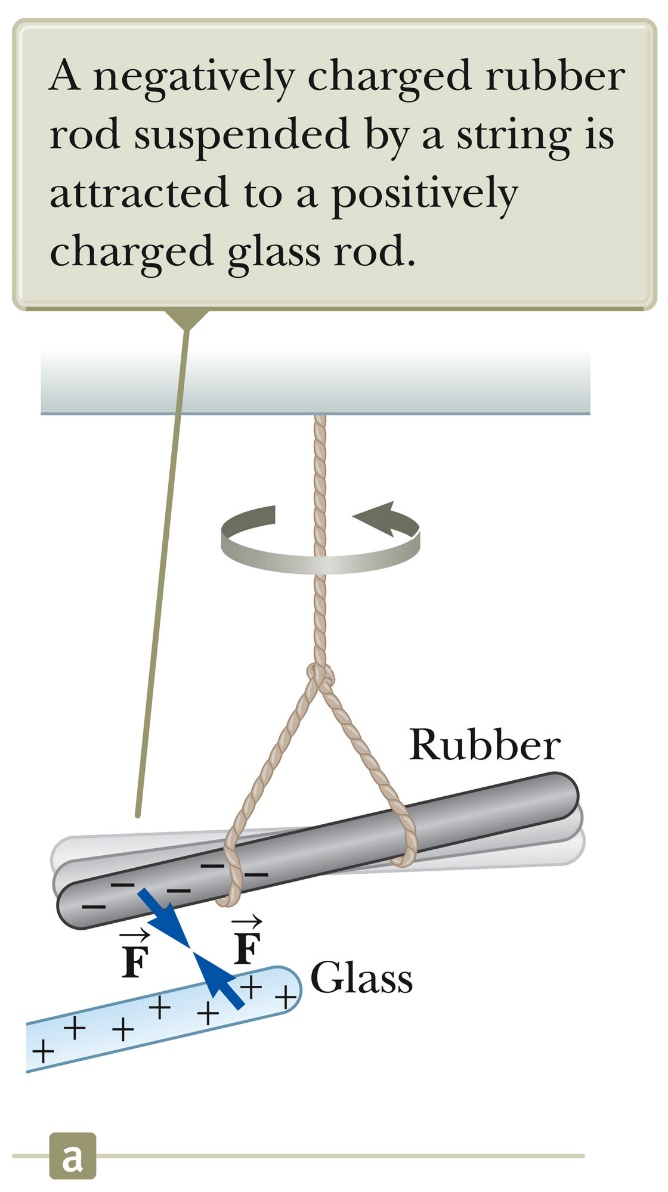 A negatively charged rubber
rod suspended by a string is
attracted to a positively
charged glass rod.
Rubber
− − − − −
F⃗ F⃗
Glass
+ + + + + + +
a